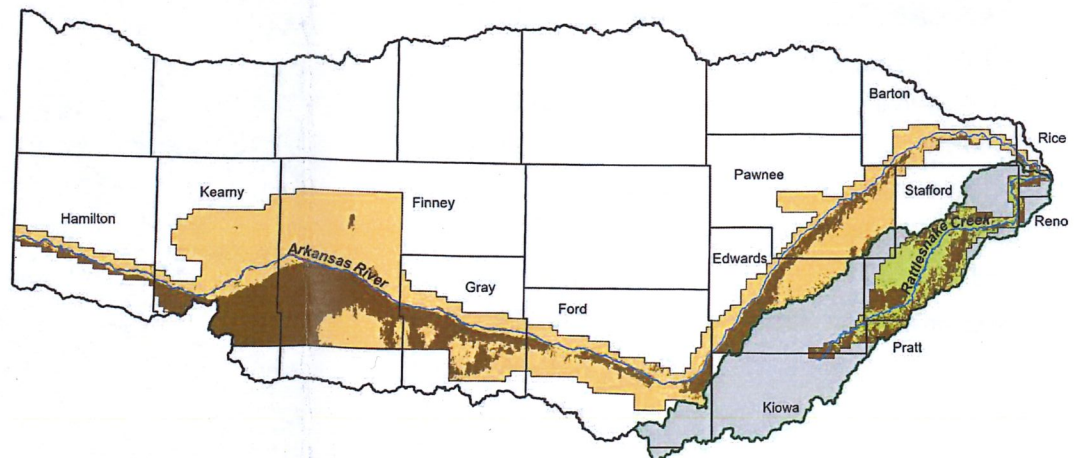 Barton
Rice
Pawnee
Kearny
Stafford
Finney
Hamilton
Reno
Rattlesnake Creek
Arkansas River
Edwards
Gray
Ford
Pratt
Kiowa